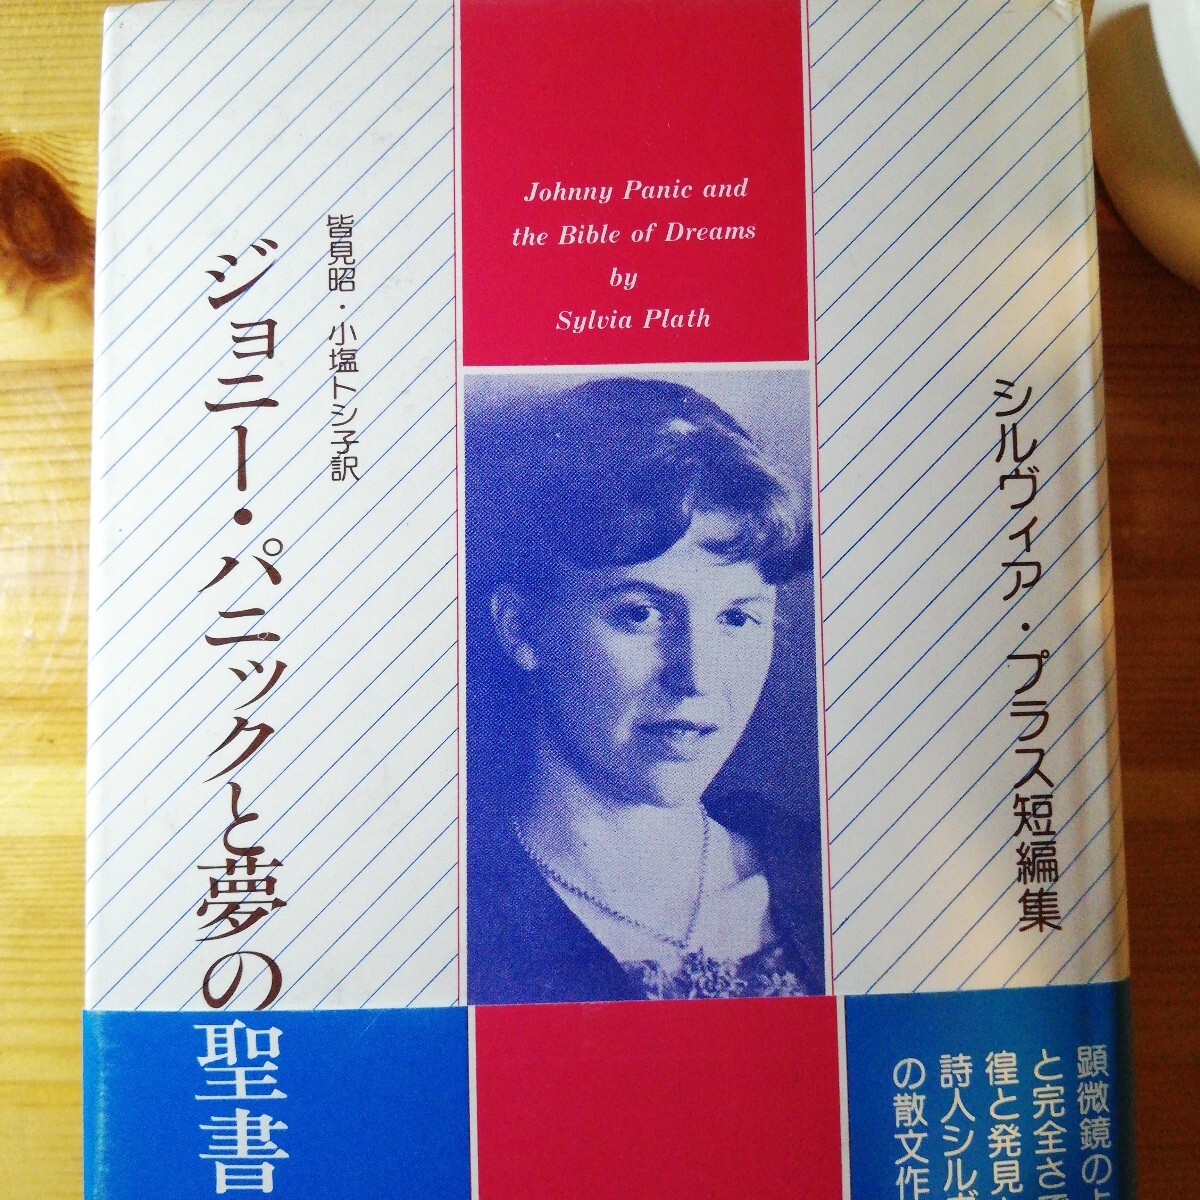 Johnny Panic and
the Bible of Dreams
by
Sylvia Plath
シルヴィア・プラス短編集
皆見昭・小塩トシ子訳
ジョニー・パニックと夢の聖書
顕微鏡の
と完全さ
徨と発見
詩人シルヴ
の散文作